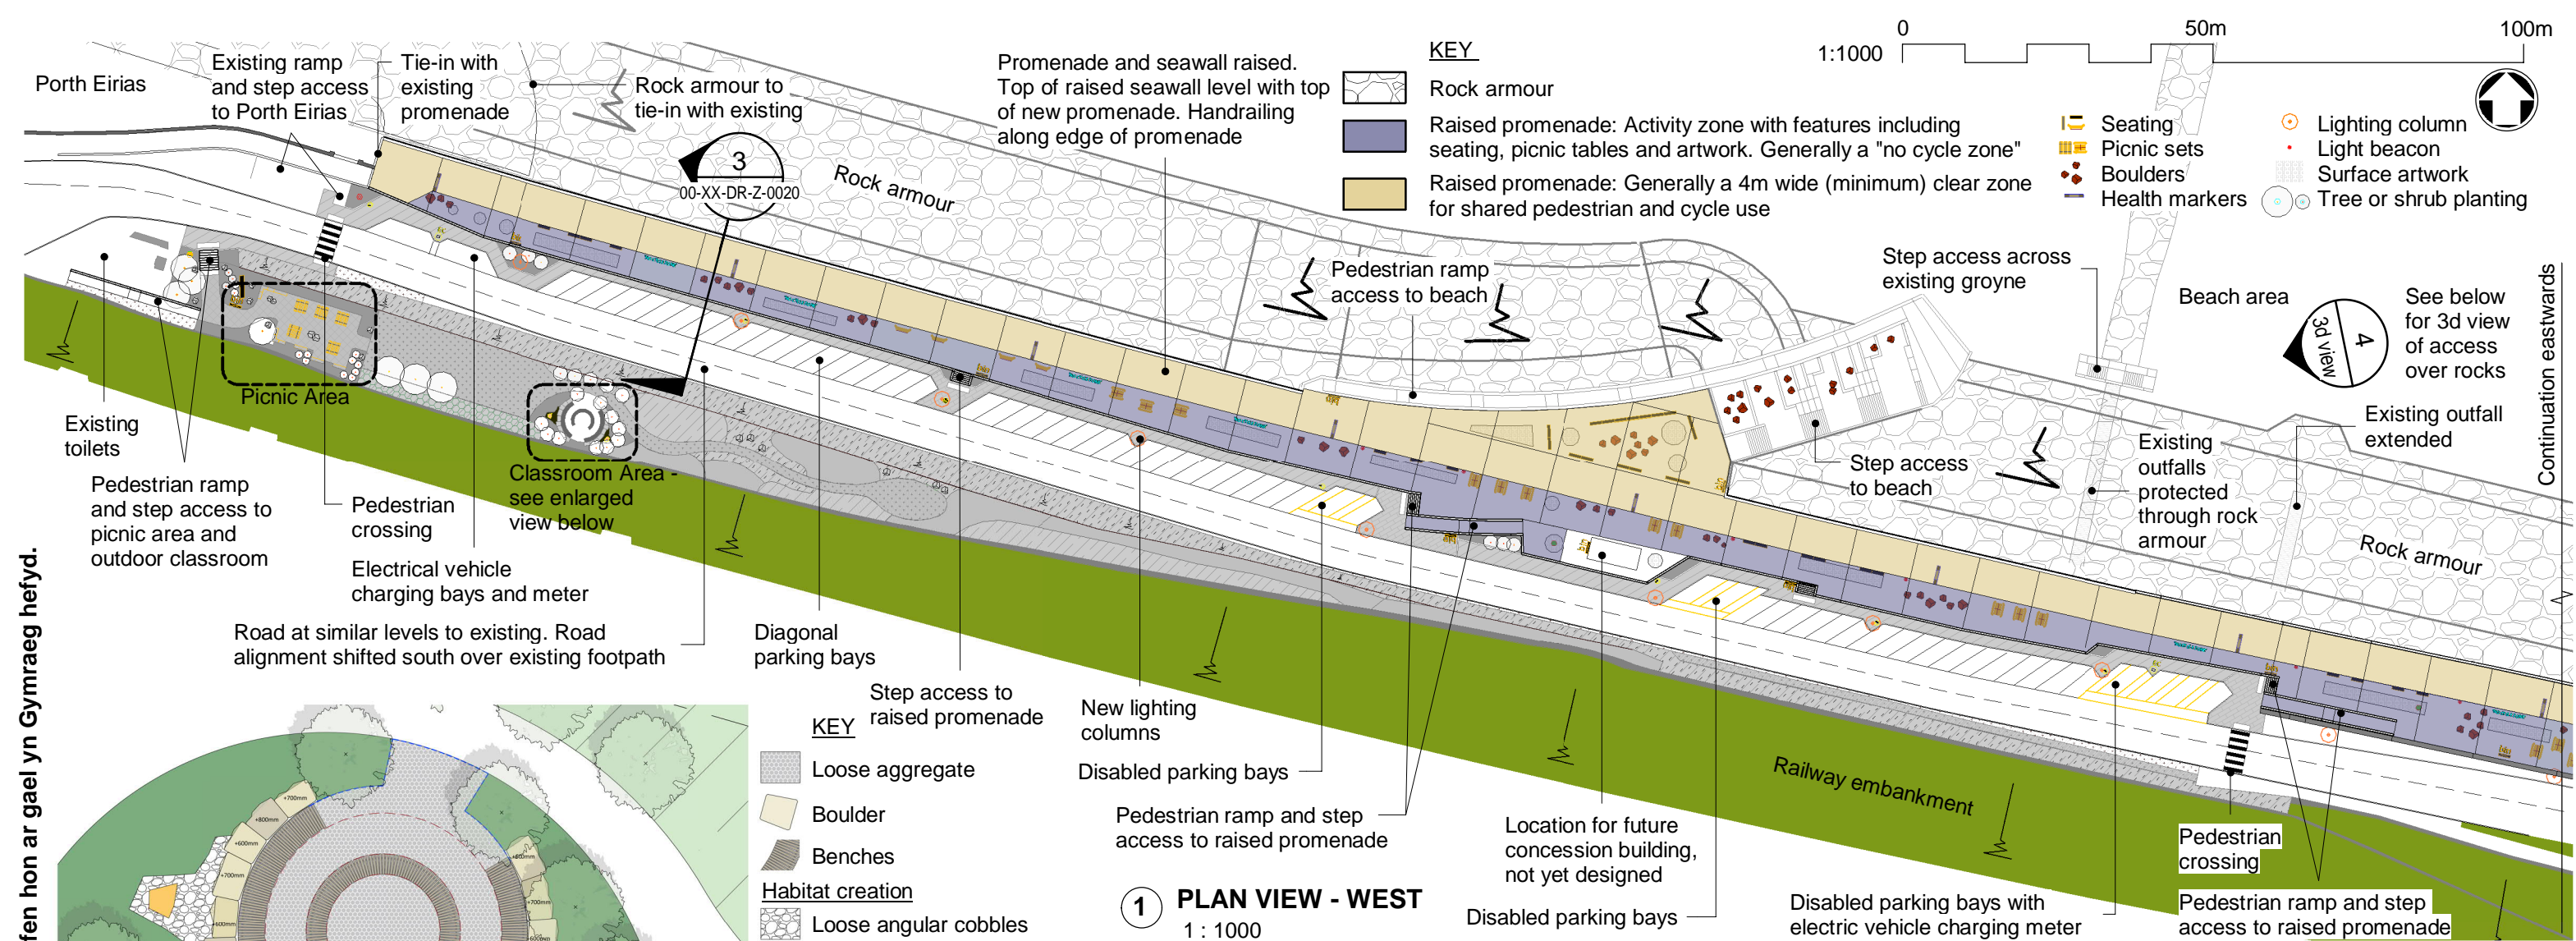 Porth Eirias
Existing ramp
and step access
to Porth Eirias
Tie-in with
existing
promenade
Rock armour to
tie-in with existing
3
00-XX-DR-Z-0020
Rock armour
Promenade and seawall raised.
Top of raised seawall level with top
of new promenade. Handrailing
along edge of promenade
KEY
Rock armour
Raised promenade: Activity zone with features including
seating, picnic tables and artwork. Generally a "no cycle zone"
Raised promenade: Generally a 4m wide (minimum) clear zone
for shared pedestrian and cycle use
1:1000
0
50m
100m
Seating
Picnic sets
Boulders
Health markers
Lighting column
Light beacon
Surface artwork
Tree or shrub planting
Pedestrian ramp
access to beach
Step access across
existing groyne
Beach area
4
3d view
See below
for 3d view
of access
over rocks
Continuation eastwards
Existing outfall
extended
Existing
outfalls
protected
through rock
armour
Step access
to beach
Rock armour
Picnic Area
Existing
toilets
Pedestrian ramp
and step access to
picnic area and
outdoor classroom
Pedestrian
crossing
Classroom Area -
see enlarged
view below
Electrical vehicle
charging bays and meter
Road at similar levels to existing. Road
alignment shifted south over existing footpath
Diagonal
parking bays
Step access to
raised promenade
New lighting
columns
Disabled parking bays
Pedestrian ramp and step
access to raised promenade
Location for future
concession building,
not yet designed
Disabled parking bays
Railway embankment
Disabled parking bays with
electric vehicle charging meter
Pedestrian
crossing
Pedestrian ramp and step
access to raised promenade
fen hon ar gael yn Gymraeg hefyd.
KEY
Loose aggregate
Boulder
Benches
Habitat creation
Loose angular cobbles
+700mm
+800mm
+600mm
+700mm
+600mm
+700mm
1
PLAN VIEW - WEST
1 : 1000